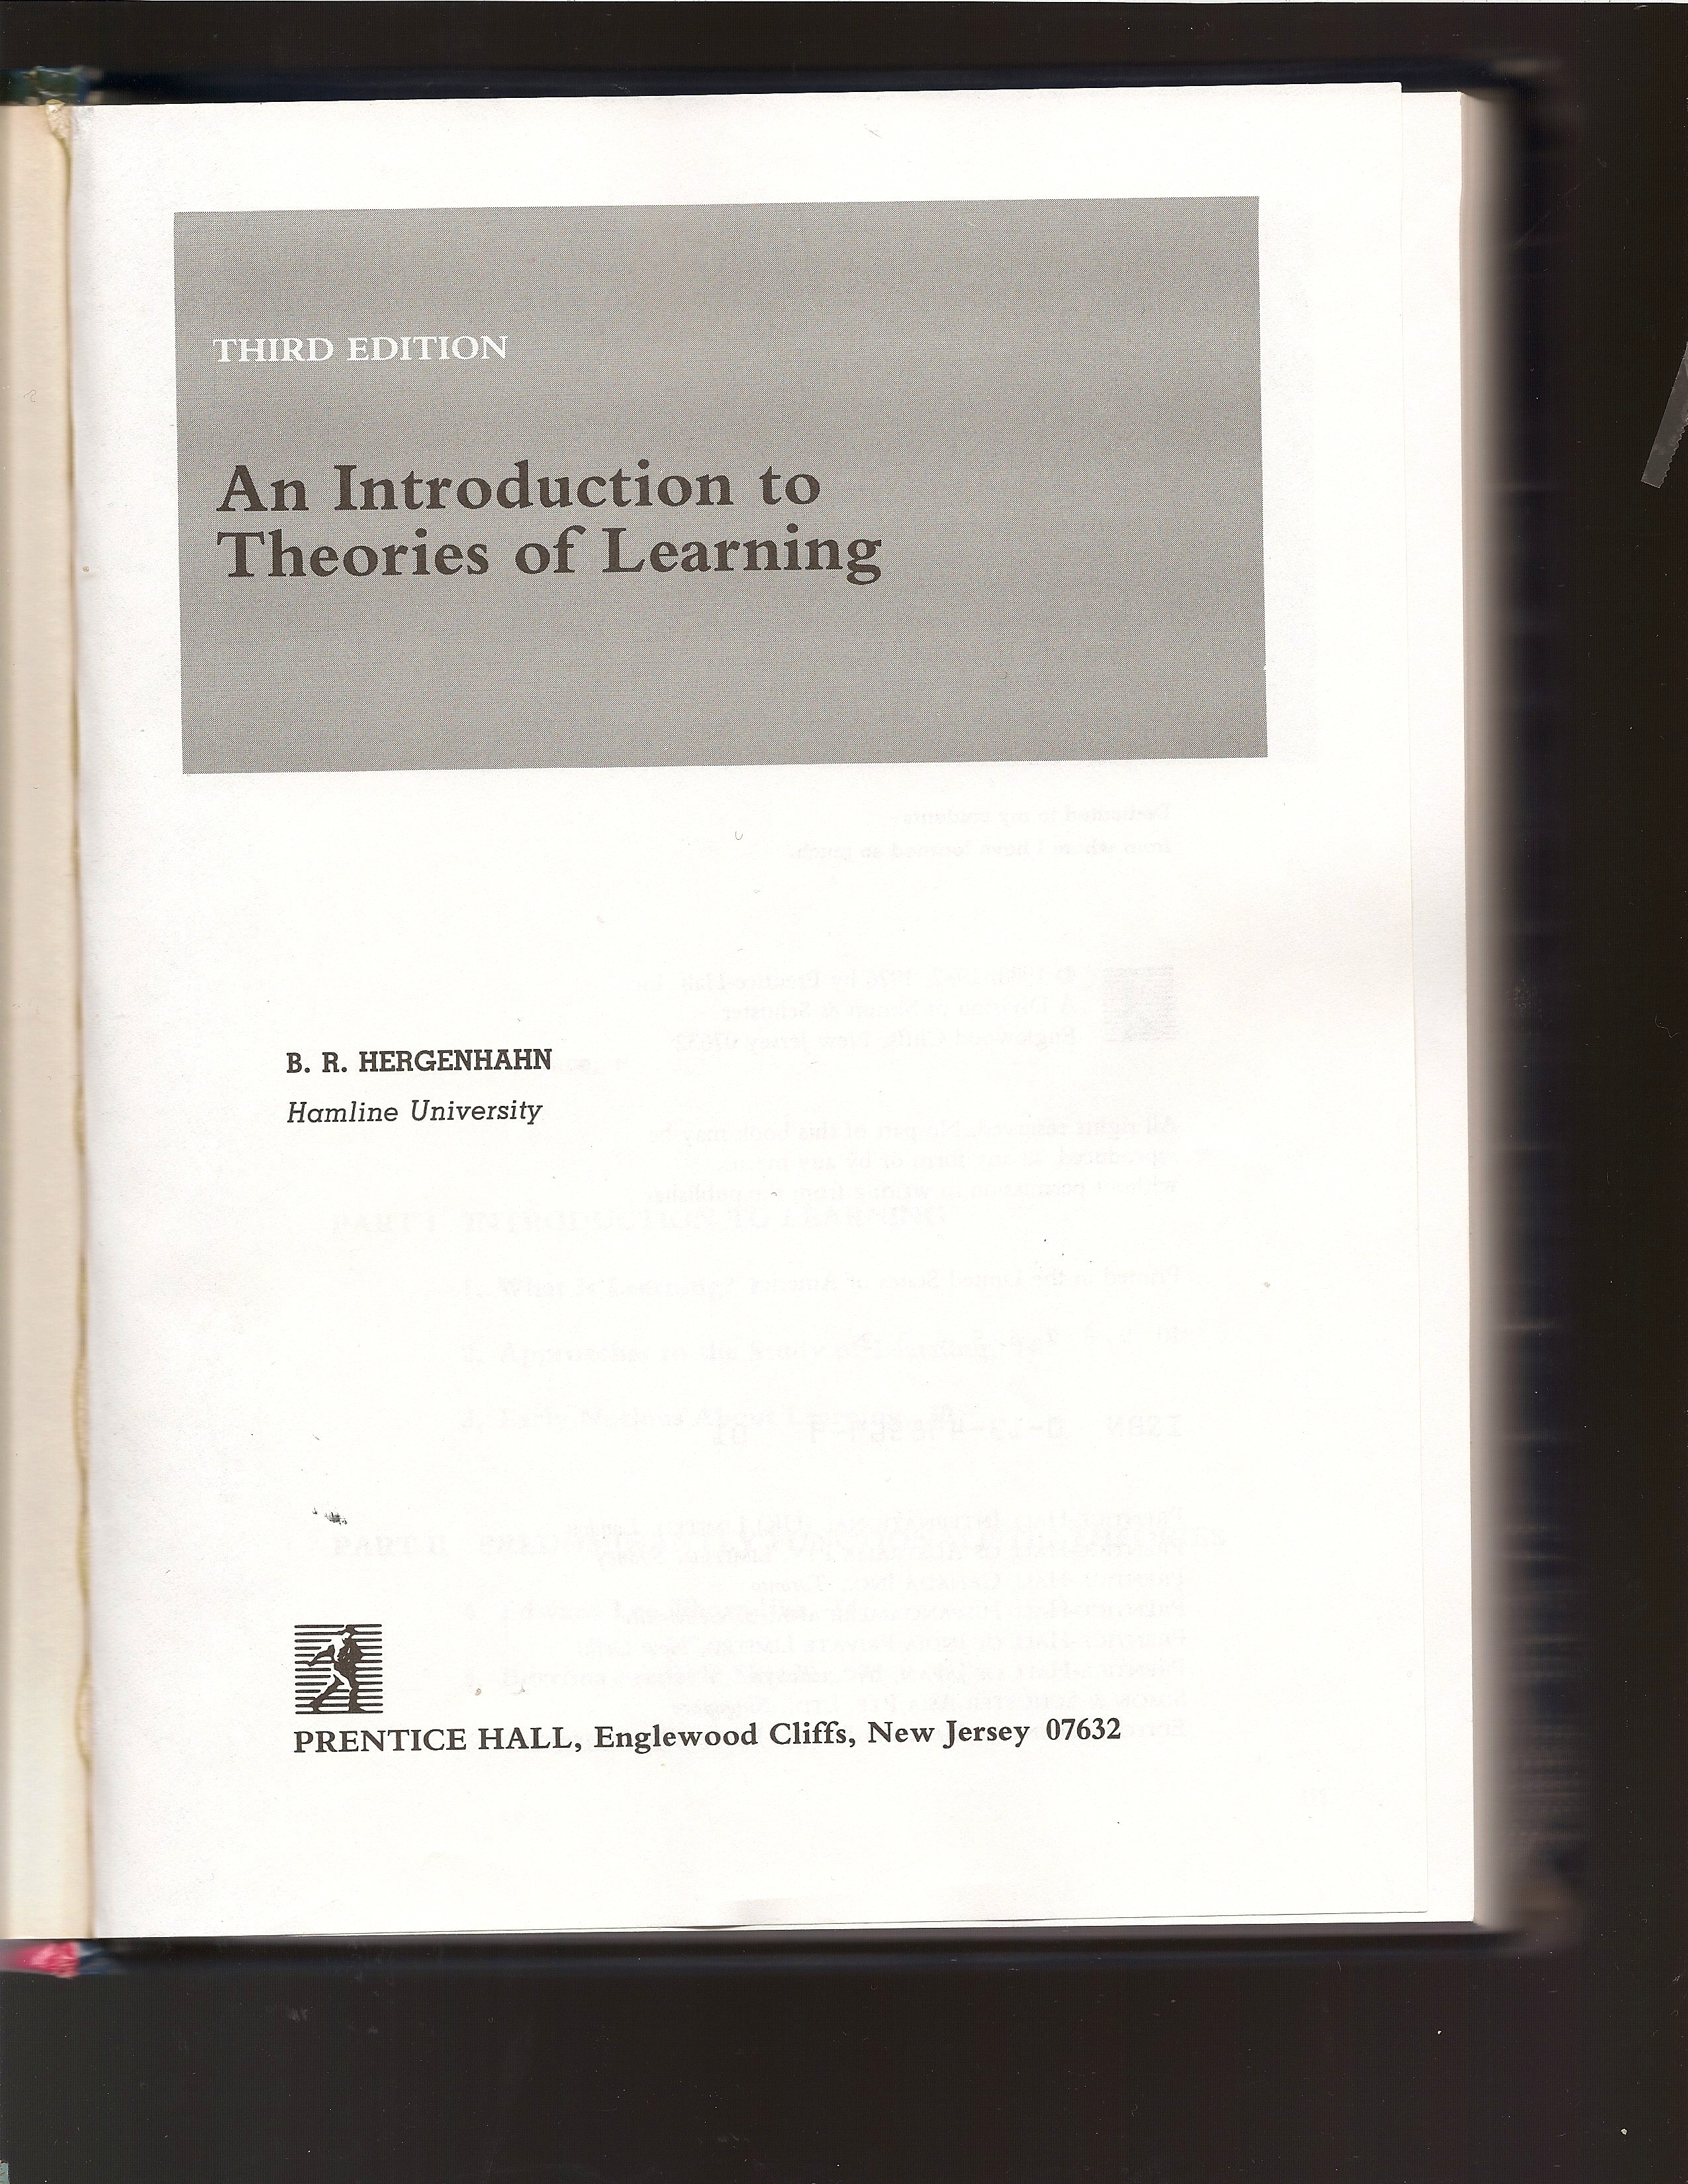 THIRD EDITION
An Introduction to
Theories of Learning
B. R. HERGENHAHN
Hamline University
PRENTICE HALL, Englewood Cliffs, New Jersey 07632